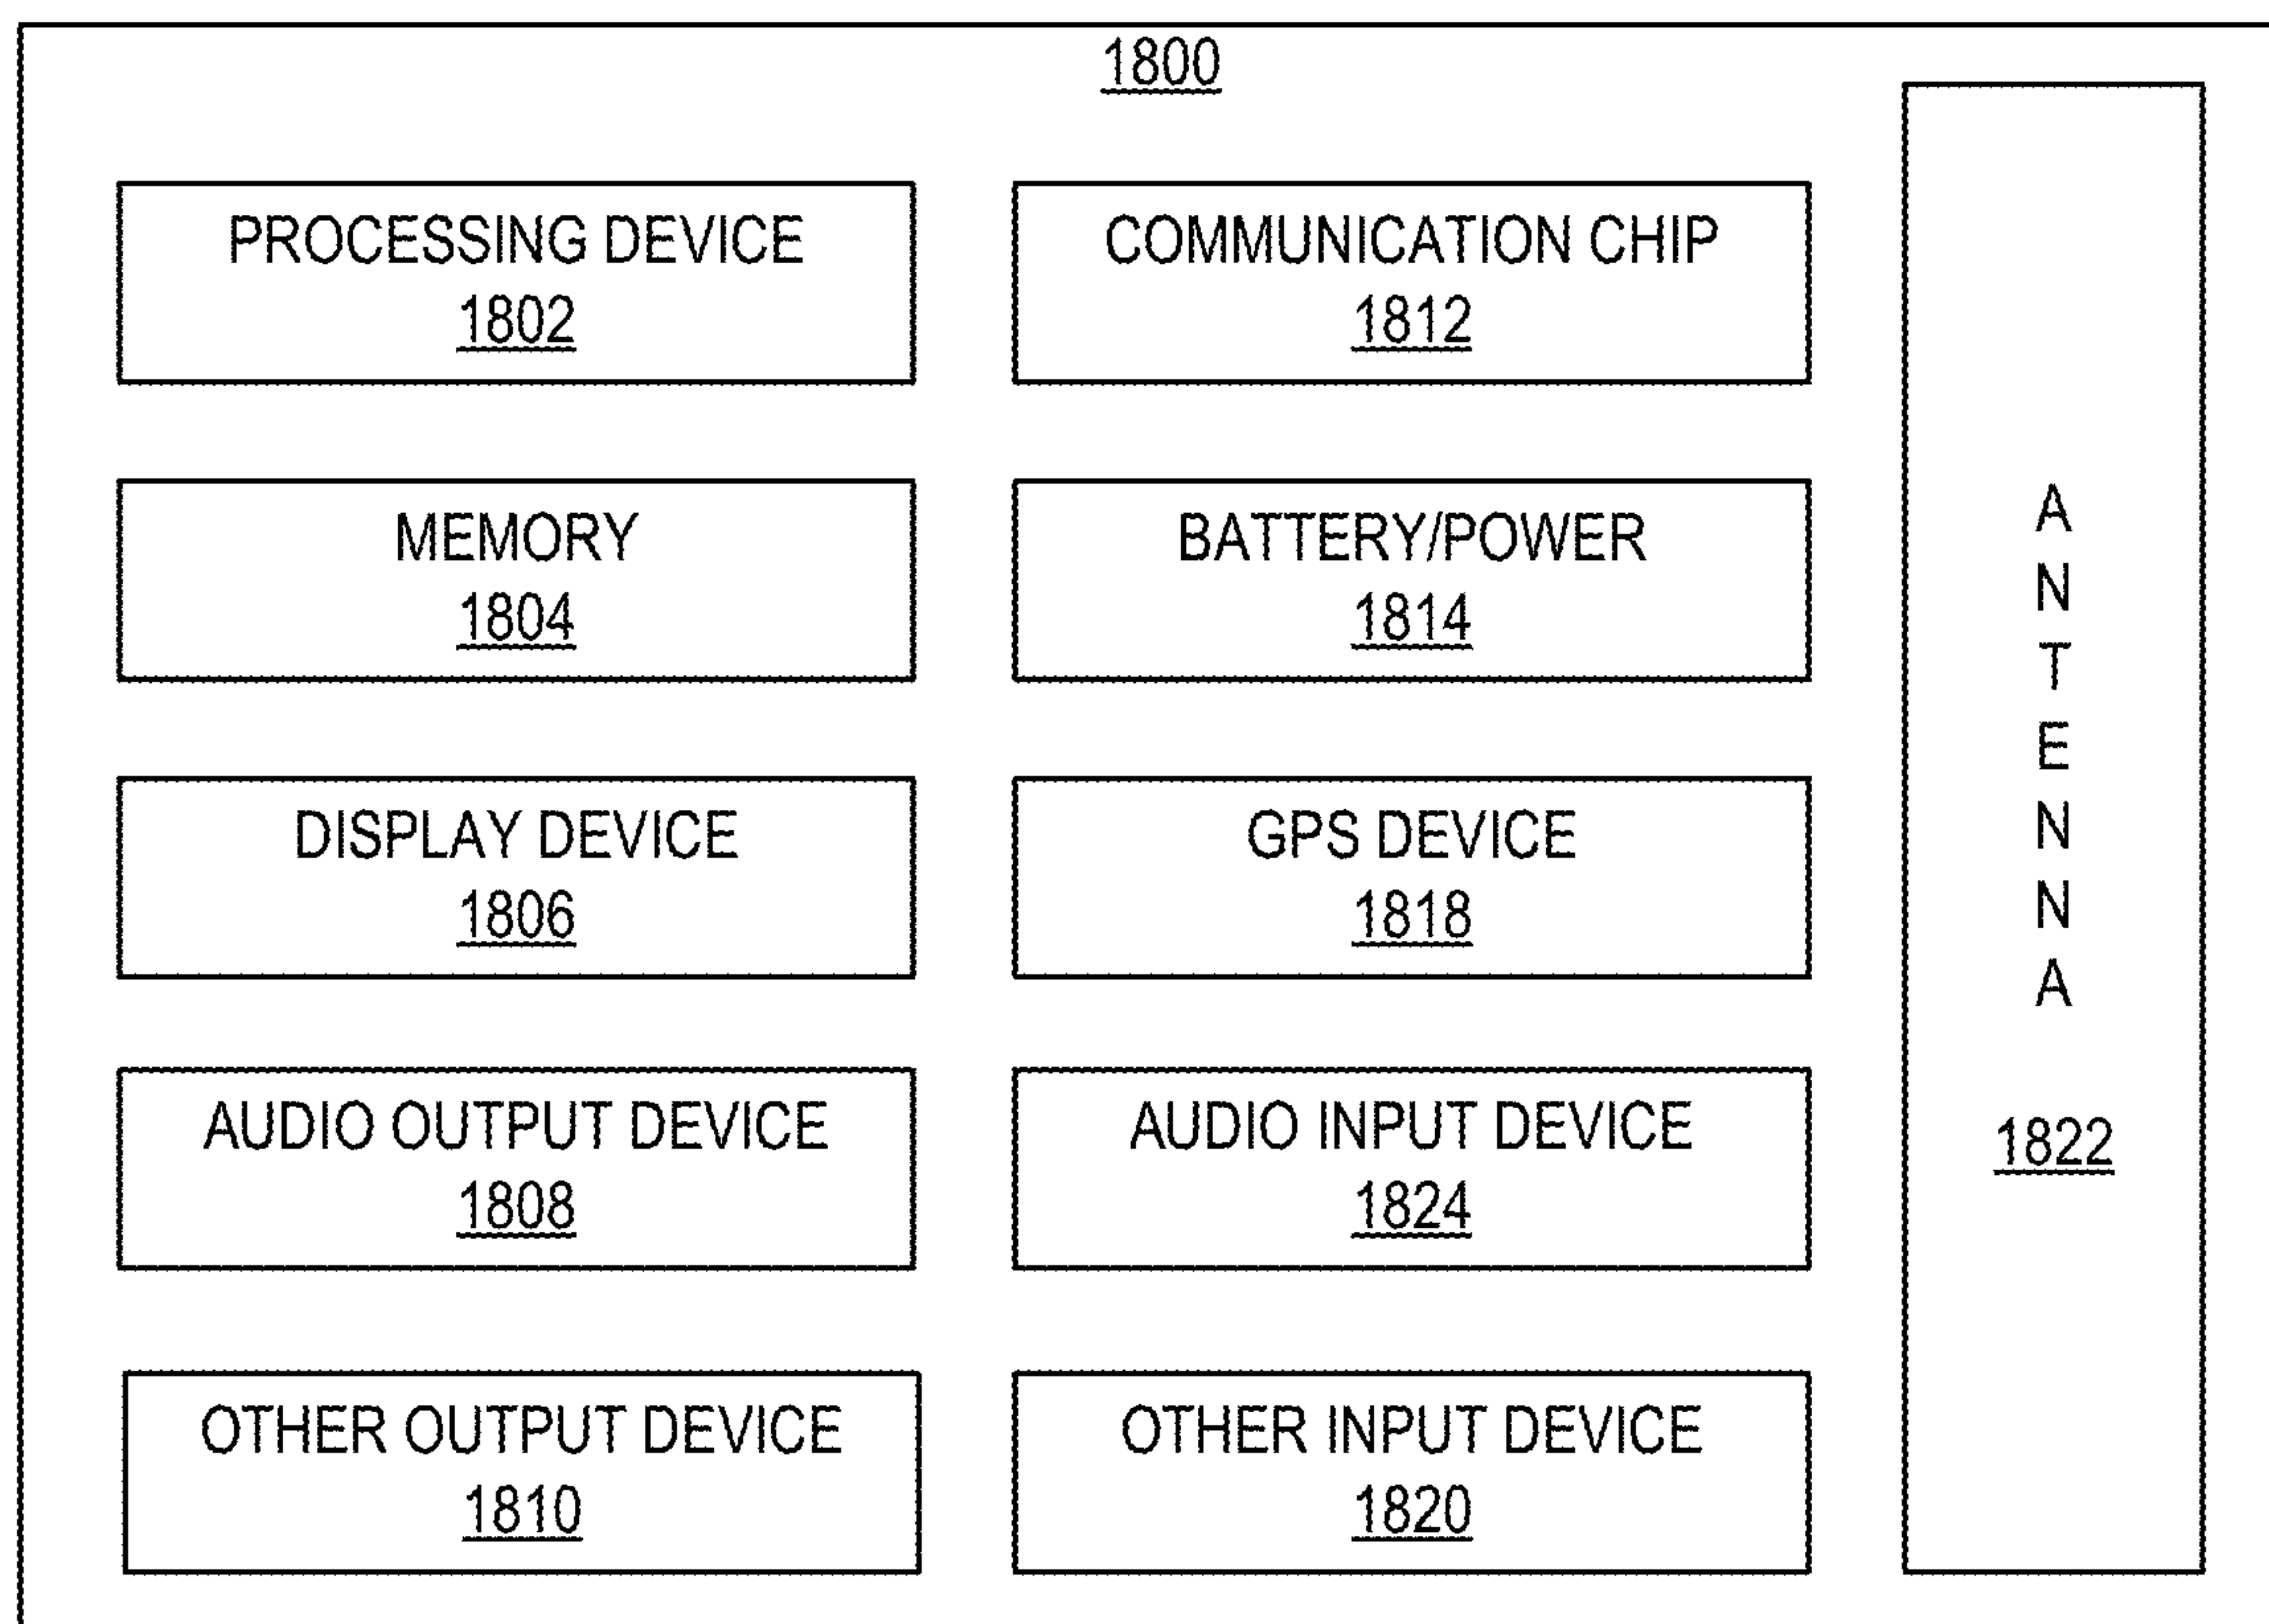 1800
PROCESSING DEVICE
1802
COMMUNICATION CHIP
1812
MEMORY
1804
BATTERY/POWER
1814
DISPLAY DEVICE
1806
GPS DEVICE
1818
AUDIO OUTPUT DEVICE
1808
AUDIO INPUT DEVICE
1824
OTHER OUTPUT DEVICE
1810
OTHER INPUT DEVICE
1820
ANTENNA
1822